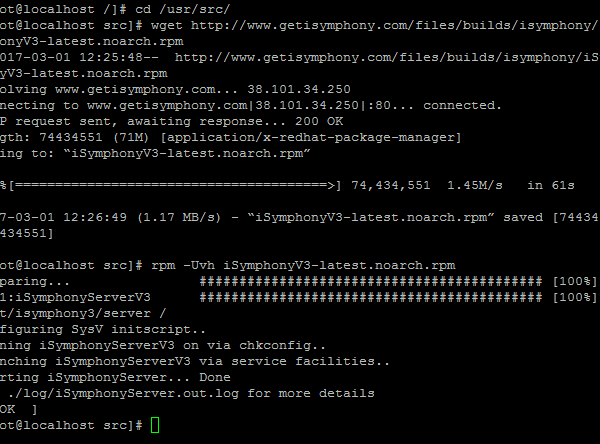 ot@localhost /]# cd /usr/src/
ot@localhost src]# wget http://www.getisymphony.com/files/builds/isymphony/
onyV3-latest.noarch.rpm
017-03-01 12:25:48--  http://www.getisymphony.com/files/builds/isymphony/iS
yV3-latest.noarch.rpm
olving www.getisymphony.com... 38.101.34.250
necting to www.getisymphony.com|38.101.34.250|:80... connected.
P request sent, awaiting response... 200 OK
gth: 74434551 (71M) [application/x-redhat-package-manager]
ing to: “iSymphonyV3-latest.noarch.rpm”
%[=======================================>] 74,434,551  1.45M/s   in 61s
7-03-01 12:26:49 (1.17 MB/s) - “iSymphonyV3-latest.noarch.rpm” saved [74434
434551]
ot@localhost src]# rpm -Uvh iSymphonyV3-latest.noarch.rpm
paring...                ########################################### [100%]
1:iSymphonyServerV3      ########################################### [100%]
t/isymphony3/server /
figuring SysV initscript..
ning iSymphonyServerV3 on via chkconfig..
nching iSymphonyServerV3 via service facilities..
rting iSymphonyServer... Done
./log/iSymphonyServer.out.log for more details
OK  ]
ot@localhost src]#